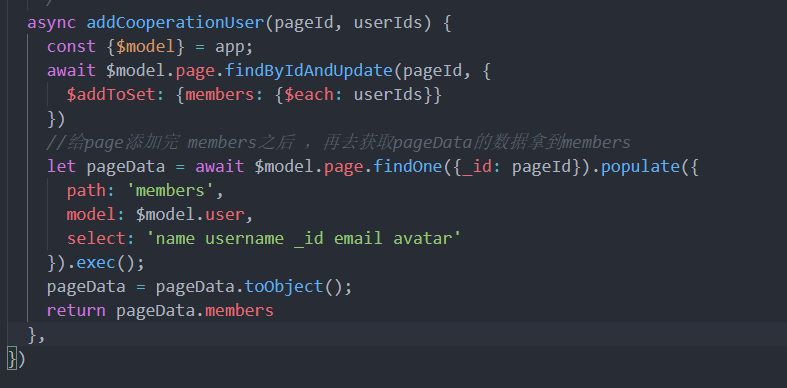 async addCooperationUser(pageId, userIds) {
const {$model} = app;
await $model.page.findByIdAndUpdate(pageId, {
$addToSet: {members: {$each: userIds}}
})
//给page添加完 members之后 ，再去获取pageData的数据拿到members
let pageData = await $model.page.findOne({_id: pageId}).populate({
path: 'members',
model: $model.user,
select: 'name username _id email avatar'
}).exec();
pageData = pageData.toObject();
return pageData.members
},
})